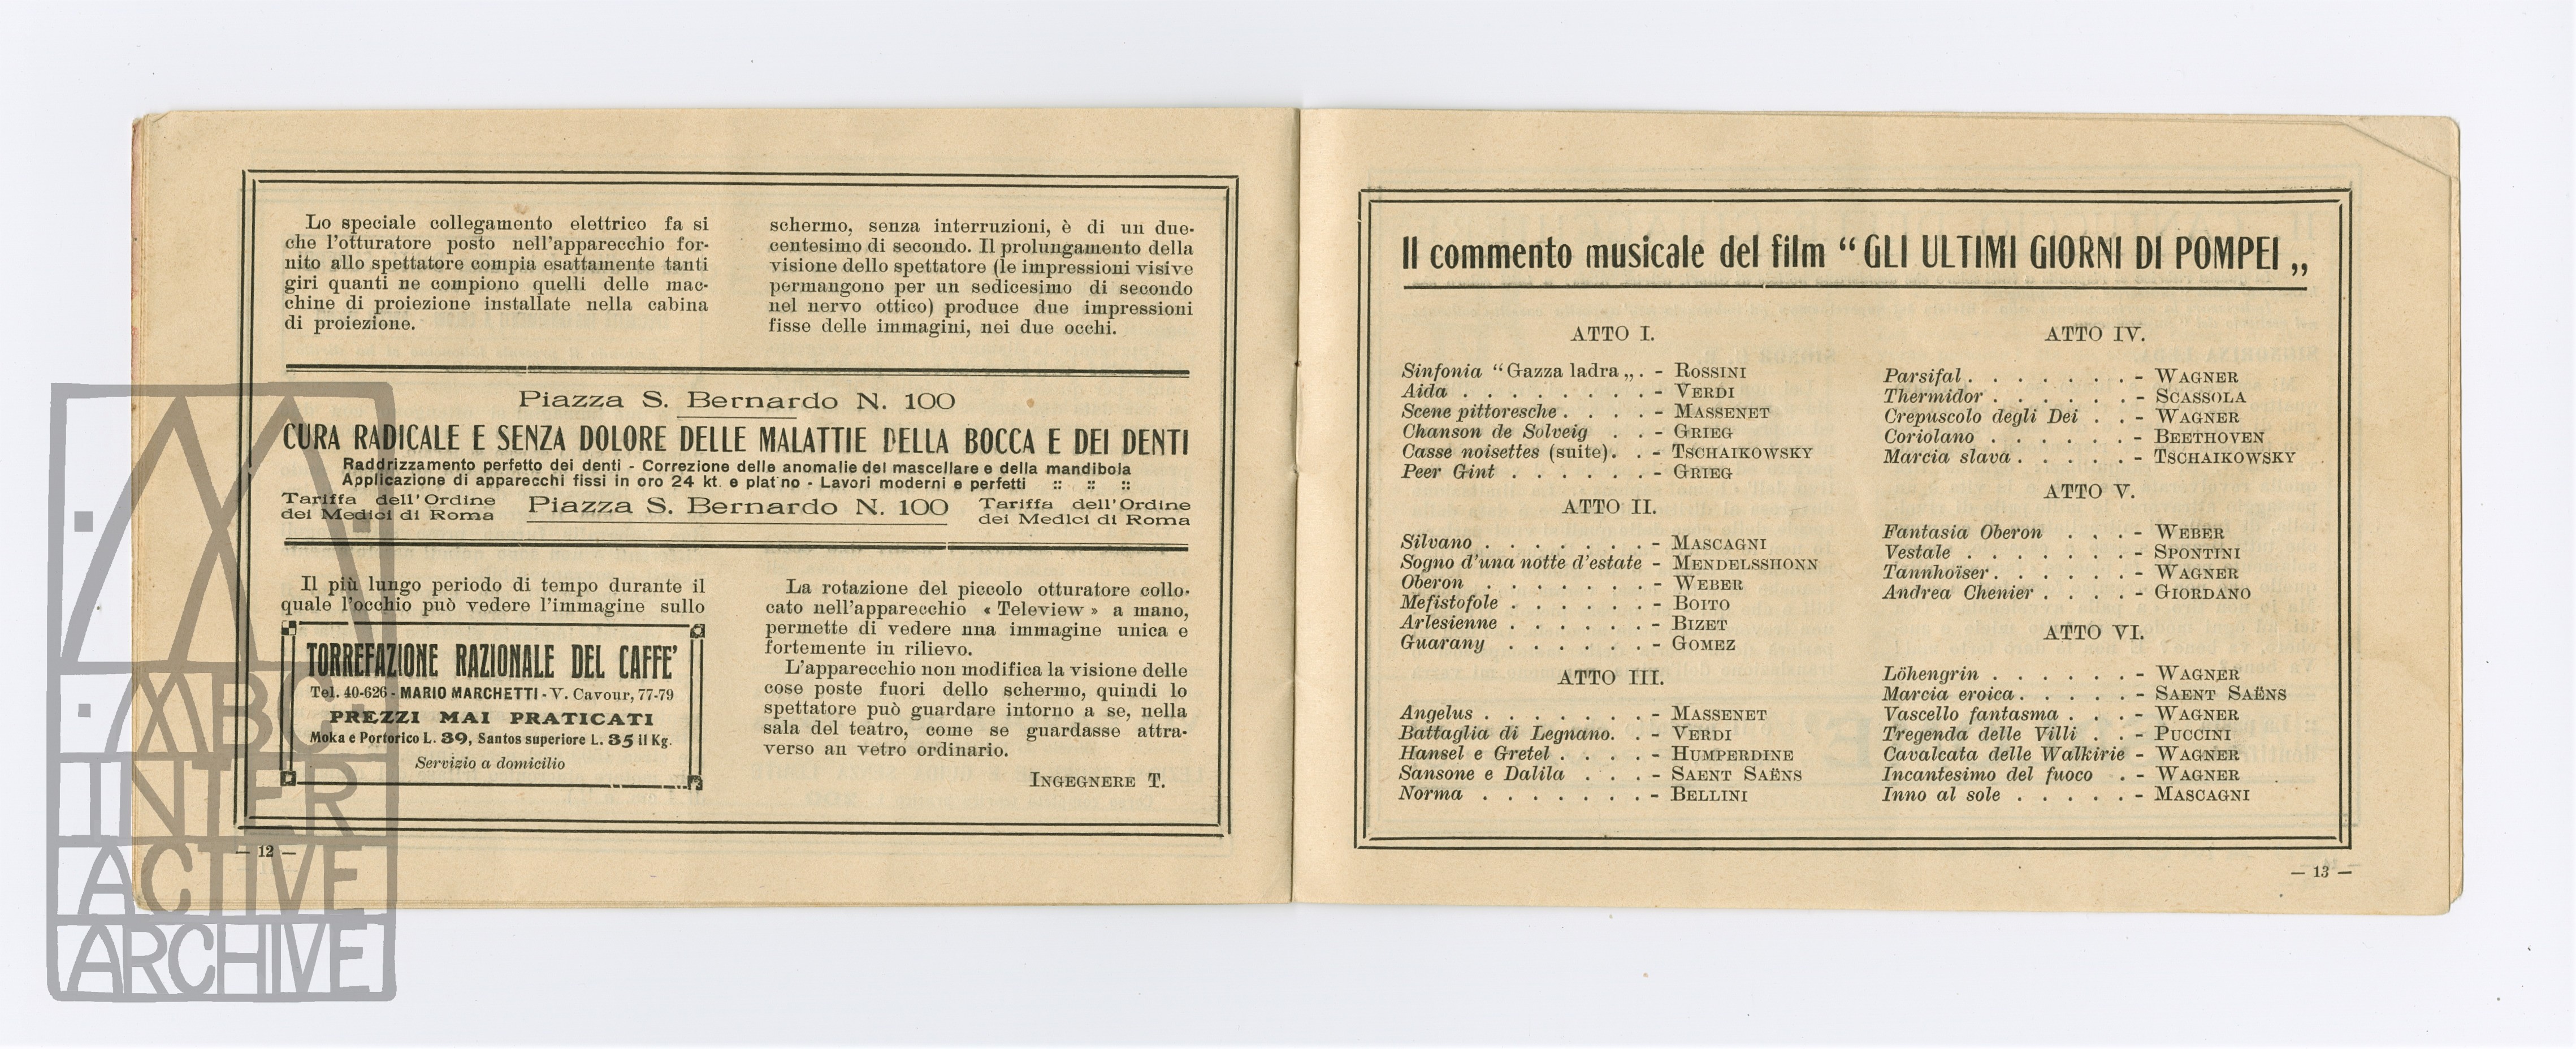 Lo speciale collegamento elettrico fa si
che l'otturatore posto nell'apparecchio for-
nito allo spettatore compia esattamente tanti
giri quanti ne compiono quelli delle mac-
chine di proiezione installate nella cabina
di proiezione.
schermo, senza interruzioni, è di un due-
centesimo di secondo. Il prolungamento della
visione dello spettatore (le impressioni visive
permangono per un sedicesimo di secondo
nel nervo ottico) produce due impressioni
fisse delle immagini, nei due occhi.
Piazza S. Bernardo N. 100
CURA RADICALE E SENZA DOLORE DELLE MALATTIE DELLA BOCCA E DEI DENTI
Raddrizzamento perfetto dei denti - Correzione delle anomalie del mascellare e della mandibola
Applicazione di apparecchi fissi in oro 24 kt. e plat no - Lavori moderni e perfetti :: :: ::
Tariffa dell'Ordine
dei Medici di Roma
Piazza S. Bernardo N. 100
Tariffa dell'Ordine
dei Medici di Roma
Il più lungo periodo di tempo durante il
quale l'occhio può vedere l'immagine sullo
TORREFAZIONE RAZIONALE DEL CAFFE'
Tel. 40-626 - MARIO MARCHETTI - V. Cavour, 77-79
PREZZI MAI PRATICATI
Moka e Portorico L. 39, Santos superiore L. 35 il Kg.
Servizio a domicilio
La rotazione del piccolo otturatore collo-
cato nell'apparecchio « Teleview » a mano,
permette di vedere nna immagine unica e
fortemente in rilievo.
L'apparecchio non modifica la visione delle
cose poste fuori dello schermo, quindi lo
spettatore può guardare intorno a se, nella
sala del teatro, come se guardasse attra-
verso an vetro ordinario.
INGEGNERE T.
— 12 —
Il commento musicale del film “ GLI ULTIMI GIORNI DI POMPEI „
ATTO I.
Sinfonia “Gazza ladra „ . - ROSSINI
Aida . . . . . . . . - VERDI
Scene pittoresche . . . . - MASSENET
Chanson de Solveig . . - GRIEG
Casse noisettes (suite) . . - TSCHAIKOWSKY
Peer Gint . . . . . . - GRIEG
ATTO II.
Silvano . . . . . . . - MASCAGNI
Sogno d'una notte d'estate - MENDELSSHONN
Oberon . . . . . . . - WEBER
Mefistofole . . . . . . - BOITO
Arlesienne . . . . . . - BIZET
Guarany . . . . . . - GOMEZ
ATTO III.
Angelus . . . . . . . - MASSENET
Battaglia di Legnano. . - VERDI
Hansel e Gretel . . . . - HUMPERDINE
Sansone e Dalila . . . - SAENT SAËNS
Norma . . . . . . . - BELLINI
ATTO IV.
Parsifal . . . . . . . - WAGNER
Thermidor . . . . . . - SCASSOLA
Crepuscolo degli Dei . . - WAGNER
Coriolano . . . . . . - BEETHOVEN
Marcia slava . . . . . - TSCHAIKOWSKY
ATTO V.
Fantasia Oberon . . . - WEBER
Vestale . . . . . . . - SPONTINI
Tannhoïser . . . . . . - WAGNER
Andrea Chenier . . . . - GIORDANO
ATTO VI.
Löhengrin . . . . . . - WAGNER
Marcia eroica . . . . . - SAENT SAËNS
Vascello fantasma . . . - WAGNER
Tregenda delle Villi . . - PUCCINI
Cavalcata delle Walkirie - WAGNER
Incantesimo del fuoco . - WAGNER
Inno al sole . . . . . - MASCAGNI
— 13 —
ABC
INTER
ACTIVE
ARCHIVE